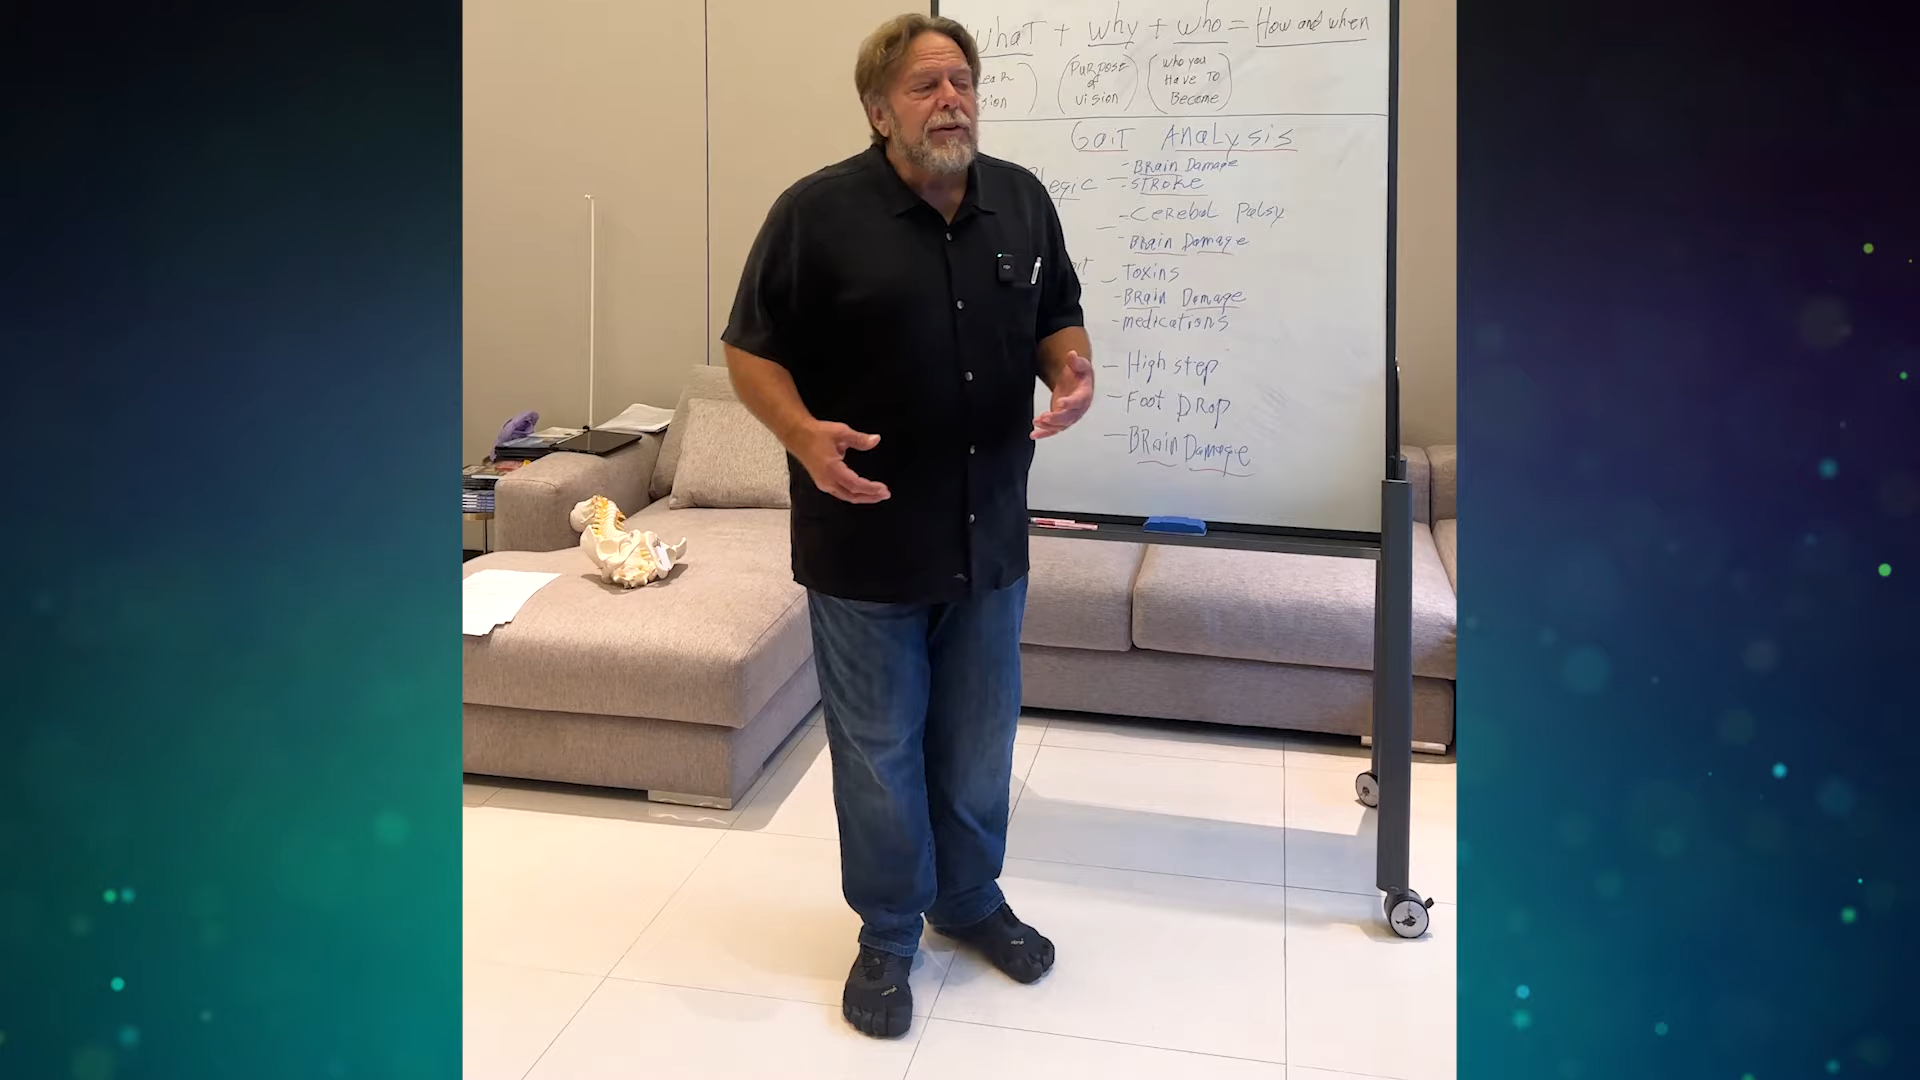 What + why + who = How and when
Purpose
of
vision
who you
Have To
Become
Gait Analysis
- Brain Damage
- STROKE
- Cerebal Palsy
- Brain Damage
Toxins
- Brain Damage
- medications
- High step
- Foot Drop
- Brain Damage